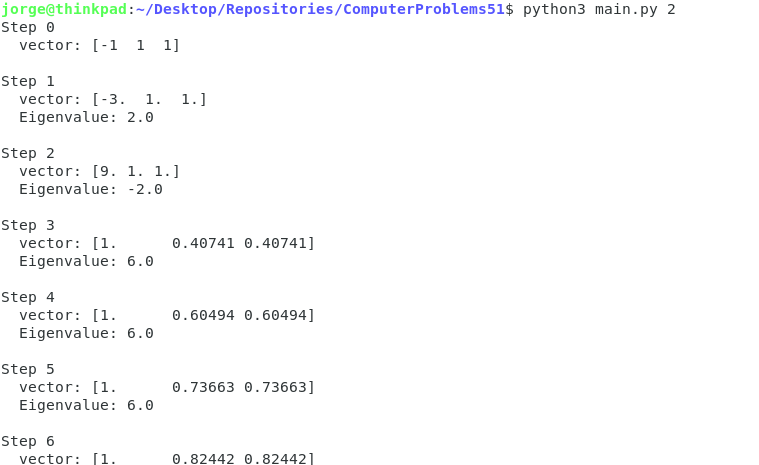 jorge@thinkpad:~/Desktop/Repositories/ComputerProblems51$ python3 main.py 2
Step 0
  vector: [-1  1  1]

Step 1
  vector: [-3.  1.  1.]
  Eigenvalue: 2.0

Step 2
  vector: [9. 1. 1.]
  Eigenvalue: -2.0

Step 3
  vector: [1.      0.40741 0.40741]
  Eigenvalue: 6.0

Step 4
  vector: [1.      0.60494 0.60494]
  Eigenvalue: 6.0

Step 5
  vector: [1.      0.73663 0.73663]
  Eigenvalue: 6.0

Step 6
  vector: [1.      0.82442 0.82442]